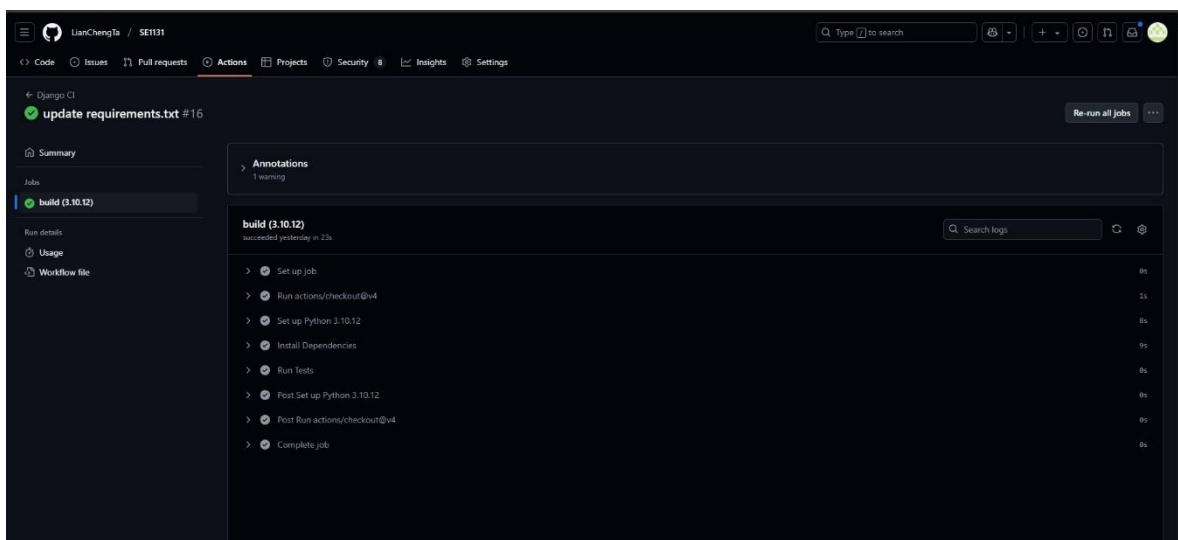 LianChengTa / SE1131
Type / to search
Code Issues Pull requests Actions Projects Security 8 Insights Settings
← Django CI
update requirements.txt #16
Re-run all jobs
Summary
Jobs
build (3.10.12)
Run details
Usage
Workflow file
Annotations
1 warning
build (3.10.12)
succeeded yesterday in 23s
Search logs
Set up job 0s
Run actions/checkout@v4 1s
Set up Python 3.10.12
Install Dependencies 9s
Run Tests 0s
Post Set up Python 3.10.12 0s
Post Run actions/checkout@v4 0s
Complete job 0s